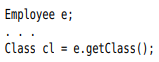 Employee e;
. . .
Class cl = e.getClass();